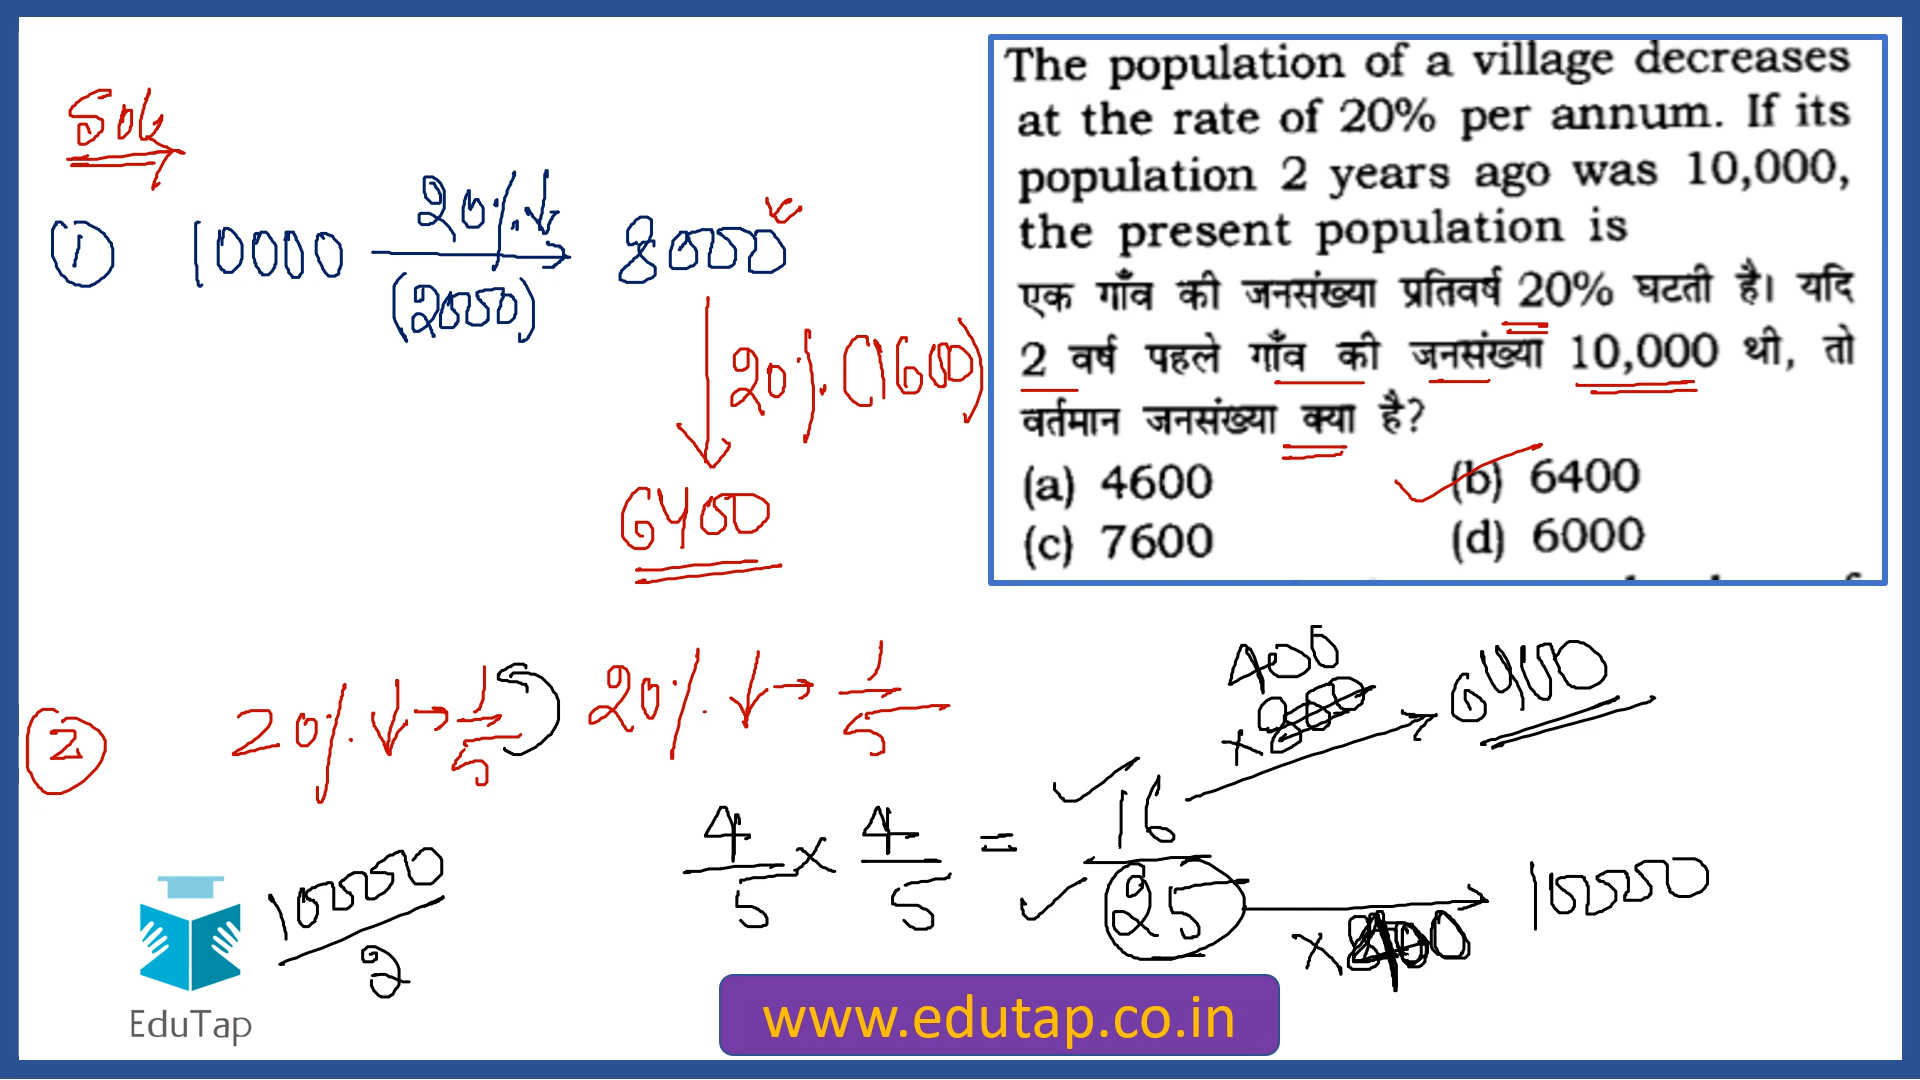 Sol
The population of a village decreases
at the rate of 20% per annum. If its
population 2 years ago was 10,000,
the present population is
एक गाँव की जनसंख्या प्रतिवर्ष 20% घटती है। यदि
2 वर्ष पहले गाँव की जनसंख्या 10,000 थी, तो
वर्तमान जनसंख्या क्या है?
(a) 4600 (b) 6400
(c) 7600 (d) 6000
1 10000 20%↓ (2000) 8000
20% (1600)
6400
2 20%↓→1/5 20%↓→1/5
4/5 × 4/5 = 16/25
400
6400
10000
×400
10000/2
EduTap
www.edutap.co.in